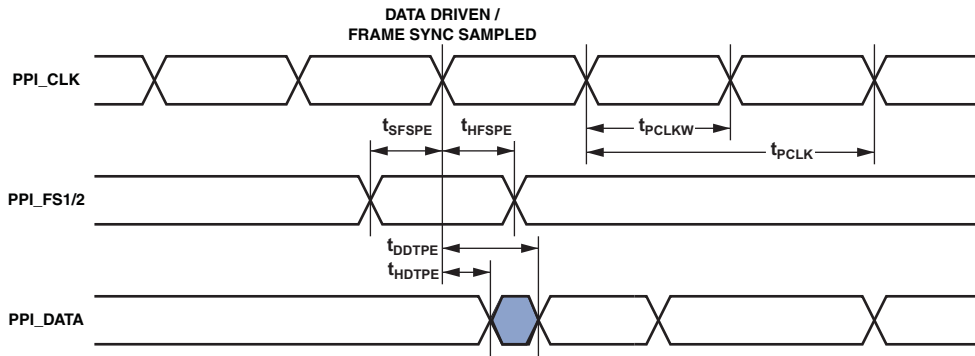 DATA DRIVEN /
FRAME SYNC SAMPLED
PPI_CLK
tSFSPE
tHFSPE
tPCLKW
tPCLK
PPI_FS1/2
tDDTPE
tHDTPE
PPI_DATA